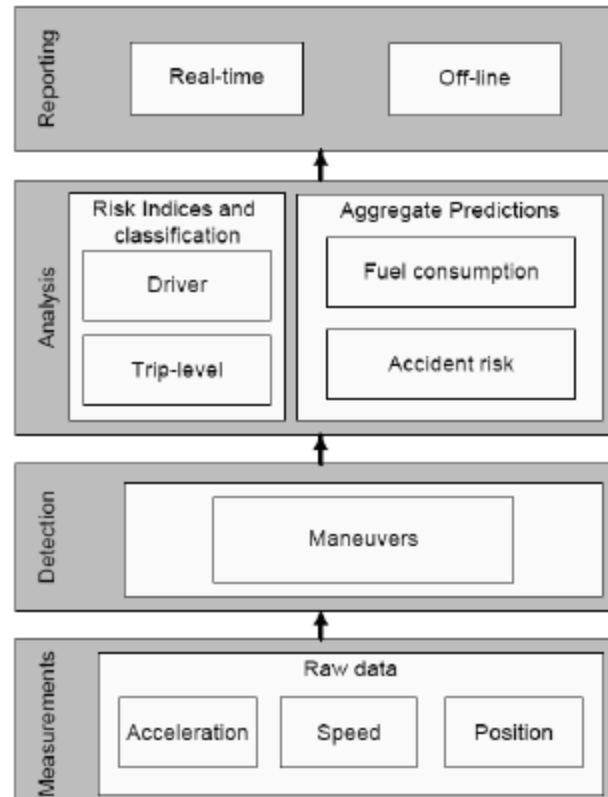 Reporting
Real-time
Off-line
Analysis
Risk Indices and
classification
Driver
Trip-level
Aggregate Predictions
Fuel consumption
Accident risk
Detection
Maneuvers
Measurements
Raw data
Acceleration
Speed
Position